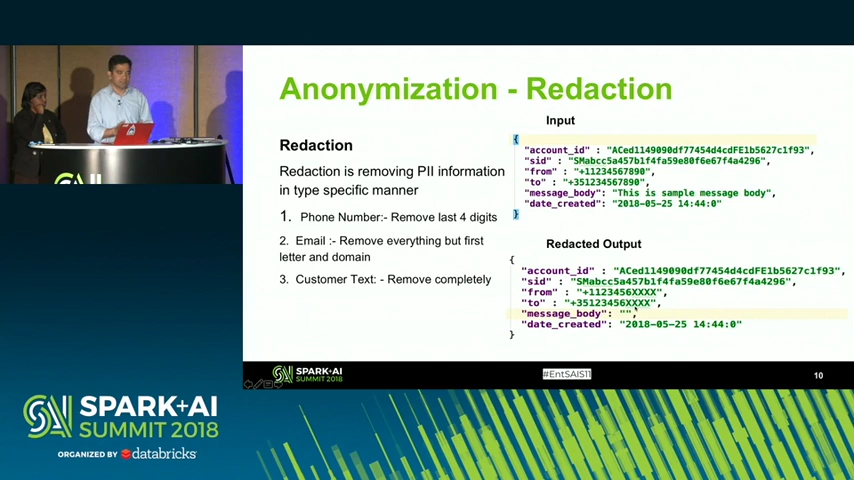 Anonymization - Redaction
Redaction
Redaction is removing PII information
in type specific manner
1. Phone Number:- Remove last 4 digits
2. Email :- Remove everything but first
letter and domain
3. Customer Text: - Remove completely
Input
{
"account_id" : "ACed1149090df77454d4cdFE1b5627c1f93",
"sid" : "SMabcc5a457b1f4fa59e80f6e67f4a4296",
"from" : "+11234567890",
"to" : "+351234567890",
"message_body": "This is sample message body",
"date_created": "2018-05-25 14:44:0"
}
Redacted Output
{
"account_id" : "ACed1149090df77454d4cdFE1b5627c1f93",
"sid" : "SMabcc5a457b1f4fa59e80f6e67f4a4296",
"from" : "+1123456XXXX",
"to" : "+35123456XXXX",
"message_body": "",
"date_created": "2018-05-25 14:44:0"
}
SPARK+AI
SUMMIT 2018
#EntSAIS11
10
SPARK+AI
SUMMIT 2018
ORGANIZED BY databricks